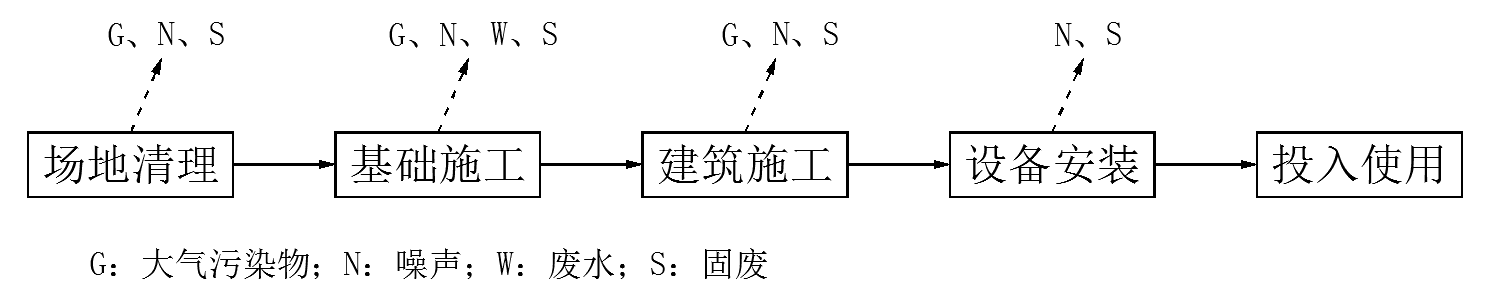 G、N、S G、N、W、S G、N、S N、S
场地清理 基础施工 建筑施工 设备安装 投入使用
G：大气污染物；N：噪声；W：废水；S：固废